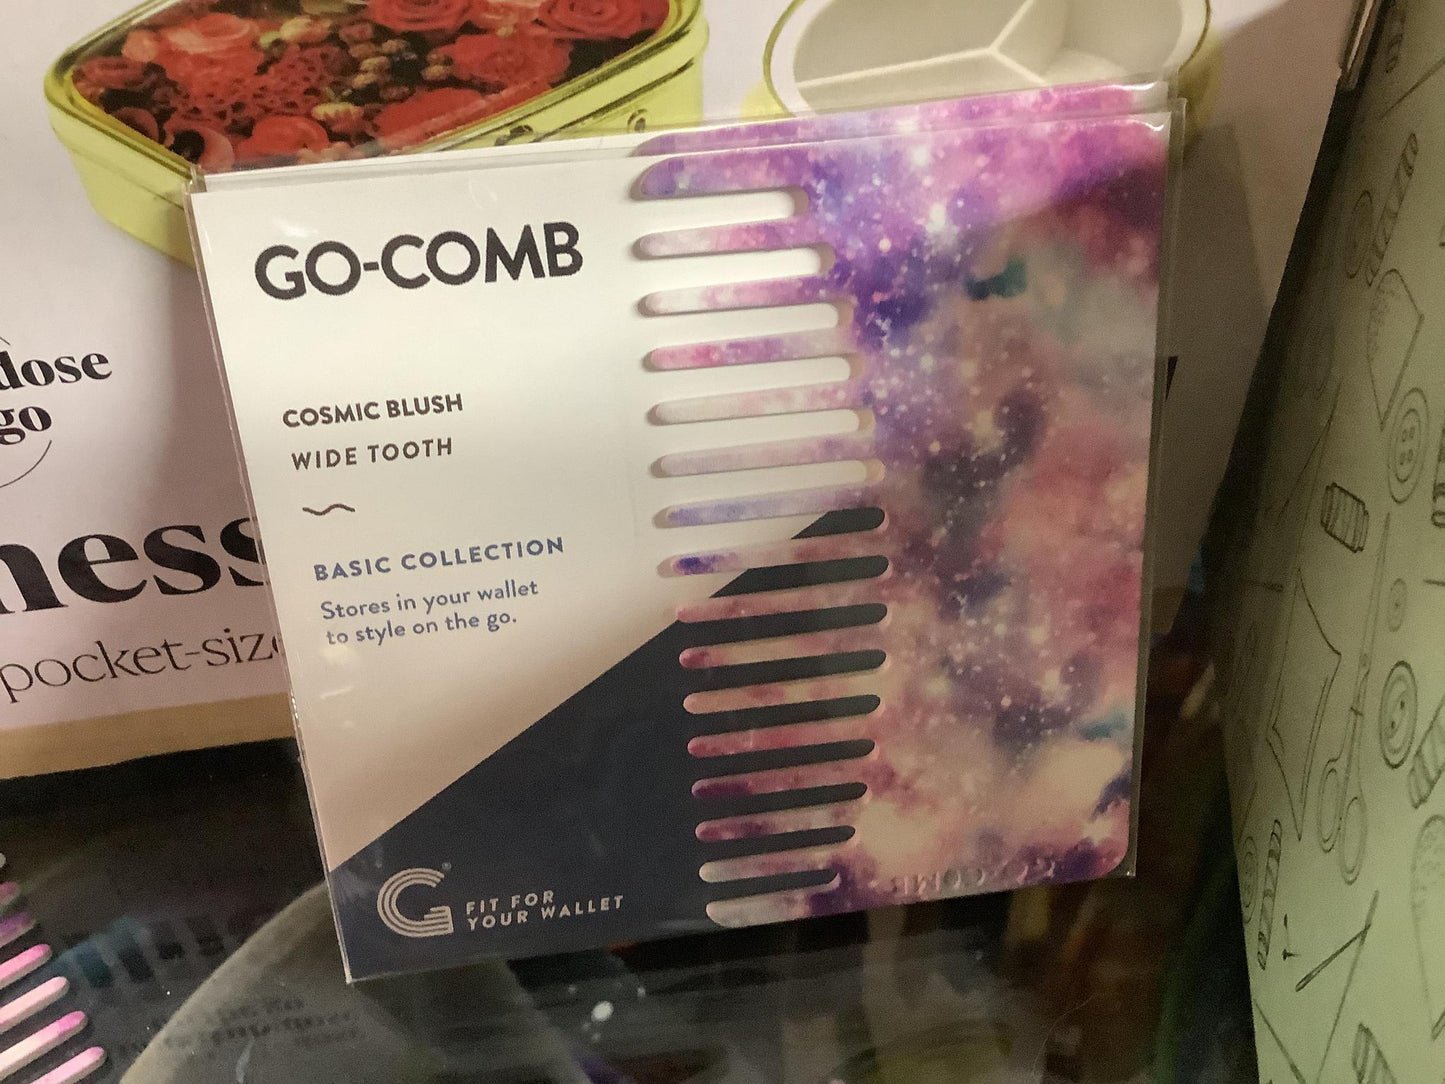 GO-COMB
COSMIC BLUSH
WIDE TOOTH
BASIC COLLECTION
Stores in your wallet
to style on the go.
FIT FOR
YOUR WALLET
dose
go
ness
pocket-size